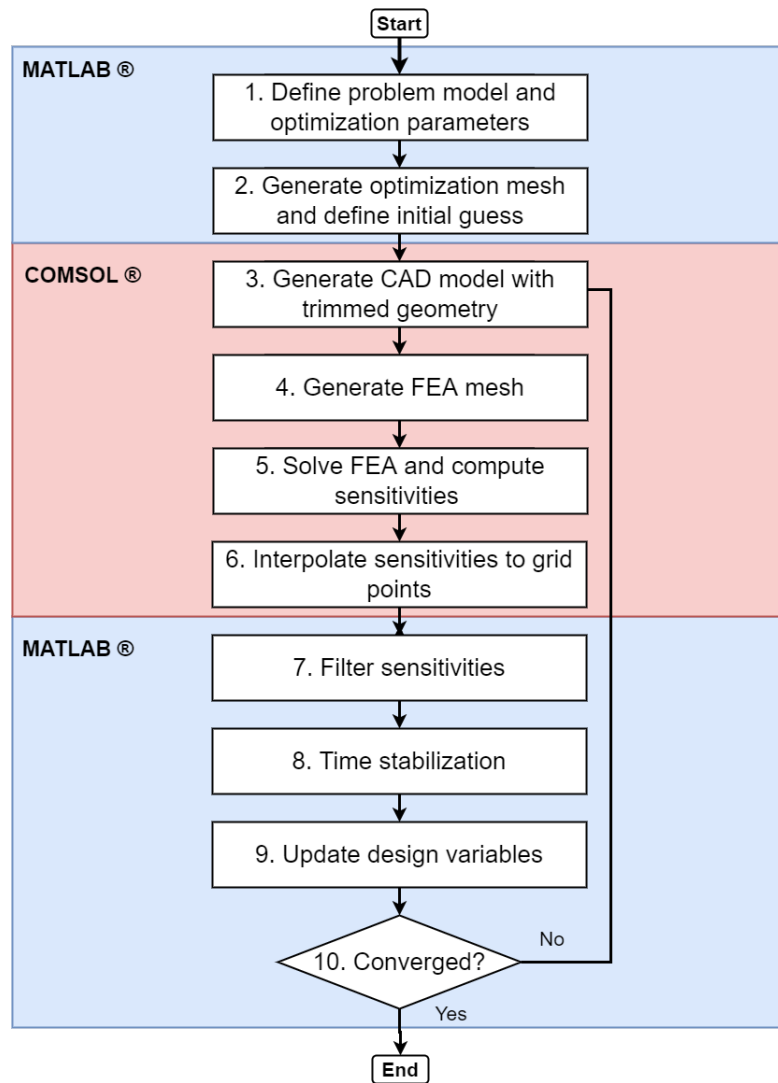 Start
MATLAB ®
1. Define problem model and
optimization parameters
2. Generate optimization mesh
and define initial guess
COMSOL ®
3. Generate CAD model with
trimmed geometry
4. Generate FEA mesh
5. Solve FEA and compute
sensitivities
6. Interpolate sensitivities to grid
points
MATLAB ®
7. Filter sensitivities
8. Time stabilization
9. Update design variables
10. Converged?
No
Yes
End